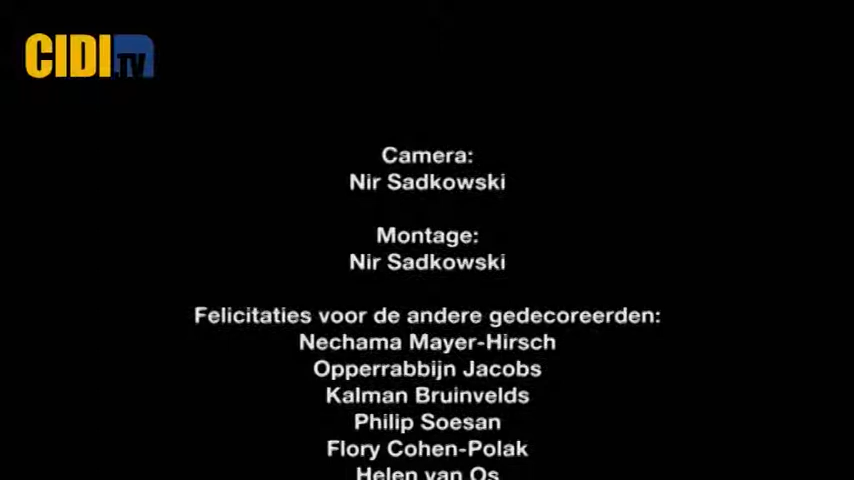 CIDI.TV
Camera:
Nir Sadkowski
Montage:
Nir Sadkowski
Felicitaties voor de andere gedecoreerden:
Nechama Mayer-Hirsch
Opperrabbijn Jacobs
Kalman Bruinvelds
Philip Soesan
Flory Cohen-Polak
Helen van Os